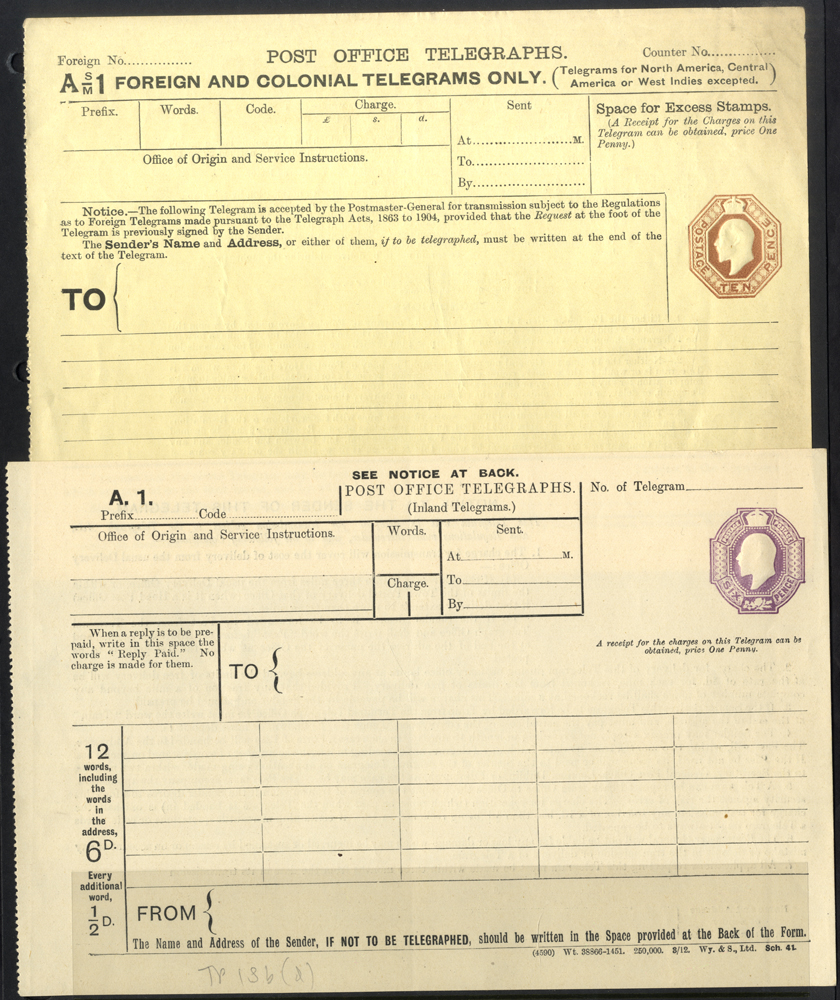 Foreign No............... POST OFFICE TELEGRAPHS. Counter No...............
A S/M 1 FOREIGN AND COLONIAL TELEGRAMS ONLY. (Telegrams for North America, Central America or West Indies excepted.)
Prefix. Words. Code. Charge. Sent
£ s. d.
At......................M.
To......................
By......................
Space for Excess Stamps.
(A Receipt for the Charges on this
Telegram can be obtained, price One
Penny.)
Office of Origin and Service Instructions.
Notice.—The following Telegram is accepted by the Postmaster-General for transmission subject to the Regulations
as to Foreign Telegrams made pursuant to the Telegraph Acts, 1863 to 1904, provided that the Request at the foot of the
Telegram is previously signed by the Sender.
The Sender's Name and Address, or either of them, if to be telegraphed, must be written at the end of the
text of the Telegram.
POSTAGE TEN PENCE
TO {
SEE NOTICE AT BACK.
A. 1. POST OFFICE TELEGRAPHS. No. of Telegram
Prefix Code (Inland Telegrams.)
Office of Origin and Service Instructions. Words. Sent.
At M.
Charge. To
By
POSTAGE SIX PENCE
A receipt for the charges on this Telegram can be
obtained, price One Penny.
When a reply is to be pre-
paid, write in this space the
words "Reply Paid." No
charge is made for them.
TO {
12
words,
including
the
words
in
the
address,
6D.
Every
additional
word,
1/2 D.
FROM {
The Name and Address of the Sender, IF NOT TO BE TELEGRAPHED, should be written in the Space provided at the Back of the Form.
(4590) Wt. 38866-1451. 250,000. 3/12. Wy. & S., Ltd. Sch. 41.
TP 13b (a)